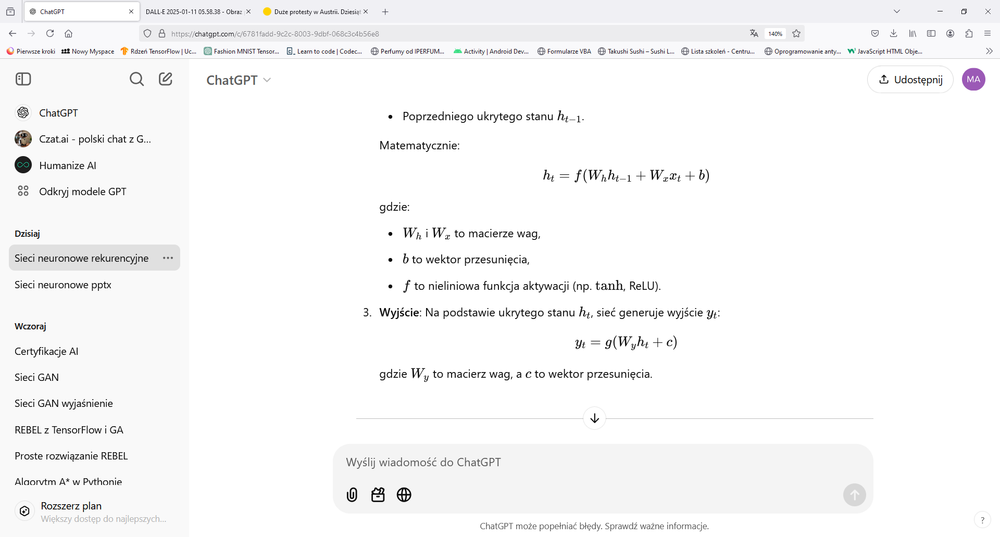 ChatGPT
DALL·E 2025-01-11 05.58.38 - Obraz
Duże protesty w Austrii. Dziesiąt
https://chatgpt.com/c/6781fadd-9c2c-8003-9dbf-068c3c4b56e8
140%
Pierwsze kroki
Nowy Myspace
Rdzeń TensorFlow | Uc...
Fashion MNIST Tensor...
Learn to code | Codec...
Perfumy od IPERFUM...
Activity | Android Dev...
Formularze VBA
Takushi Sushi – Sushi L...
Lista szkoleń - Centru...
Oprogramowanie anty...
JavaScript HTML Obje...
ChatGPT
Czat.ai - polski chat z G...
Humanize AI
Odkryj modele GPT
Dzisiaj
Sieci neuronowe rekurencyjne
Sieci neuronowe pptx
Wczoraj
Certyfikacje AI
Sieci GAN
Sieci GAN wyjaśnienie
REBEL z TensorFlow i GA
Proste rozwiązanie REBEL
Algorytm A* w Pythonie
Rozszerz plan
Większy dostęp do najlepszych...
ChatGPT
Udostępnij
MA
• Poprzedniego ukrytego stanu h_{t−1}.
Matematycznie:
h_t = f(W_h h_{t−1} + W_x x_t + b)
gdzie:
• W_h i W_x to macierze wag,
• b to wektor przesunięcia,
• f to nieliniowa funkcja aktywacji (np. tanh, ReLU).
3. Wyjście: Na podstawie ukrytego stanu h_t, sieć generuje wyjście y_t:
y_t = g(W_y h_t + c)
gdzie W_y to macierz wag, a c to wektor przesunięcia.
Wyślij wiadomość do ChatGPT
ChatGPT może popełniać błędy. Sprawdź ważne informacje.
?